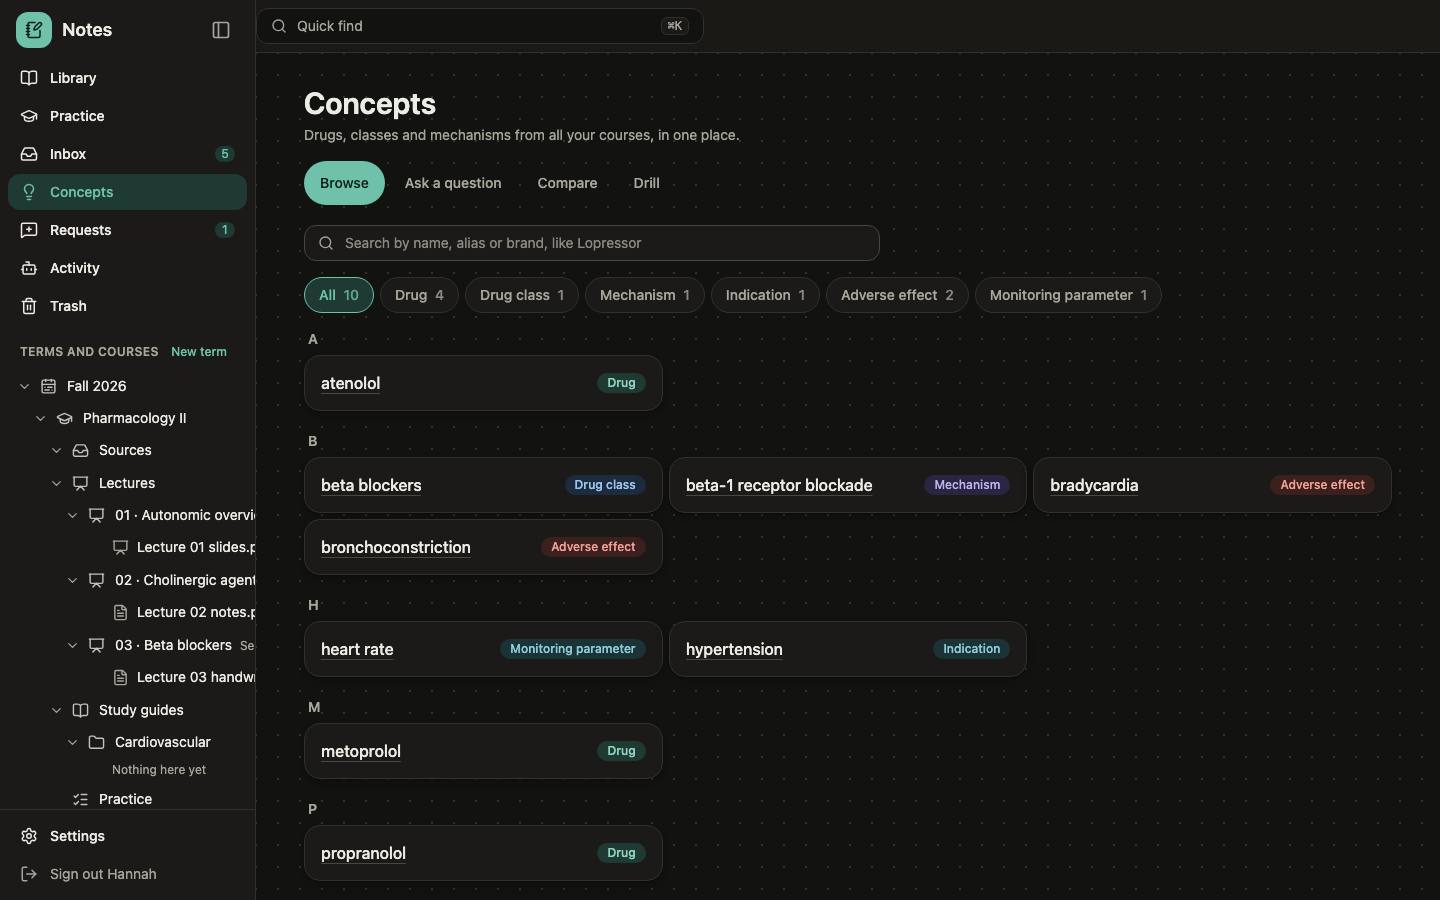 Notes
Quick find
⌘K
Library
Practice
Inbox 5
Concepts
Requests 1
Activity
Trash
TERMS AND COURSES New term
Fall 2026
Pharmacology II
Sources
Lectures
01 · Autonomic overvi
Lecture 01 slides.p
02 · Cholinergic agent
Lecture 02 notes.p
03 · Beta blockers Se
Lecture 03 handw
Study guides
Cardiovascular
Nothing here yet
Practice
Settings
Sign out Hannah
Concepts
Drugs, classes and mechanisms from all your courses, in one place.
Browse Ask a question Compare Drill
Search by name, alias or brand, like Lopressor
All 10 Drug 4 Drug class 1 Mechanism 1 Indication 1 Adverse effect 2 Monitoring parameter 1
A
atenolol Drug
B
beta blockers Drug class beta-1 receptor blockade Mechanism bradycardia Adverse effect
bronchoconstriction Adverse effect
H
heart rate Monitoring parameter hypertension Indication
M
metoprolol Drug
P
propranolol Drug